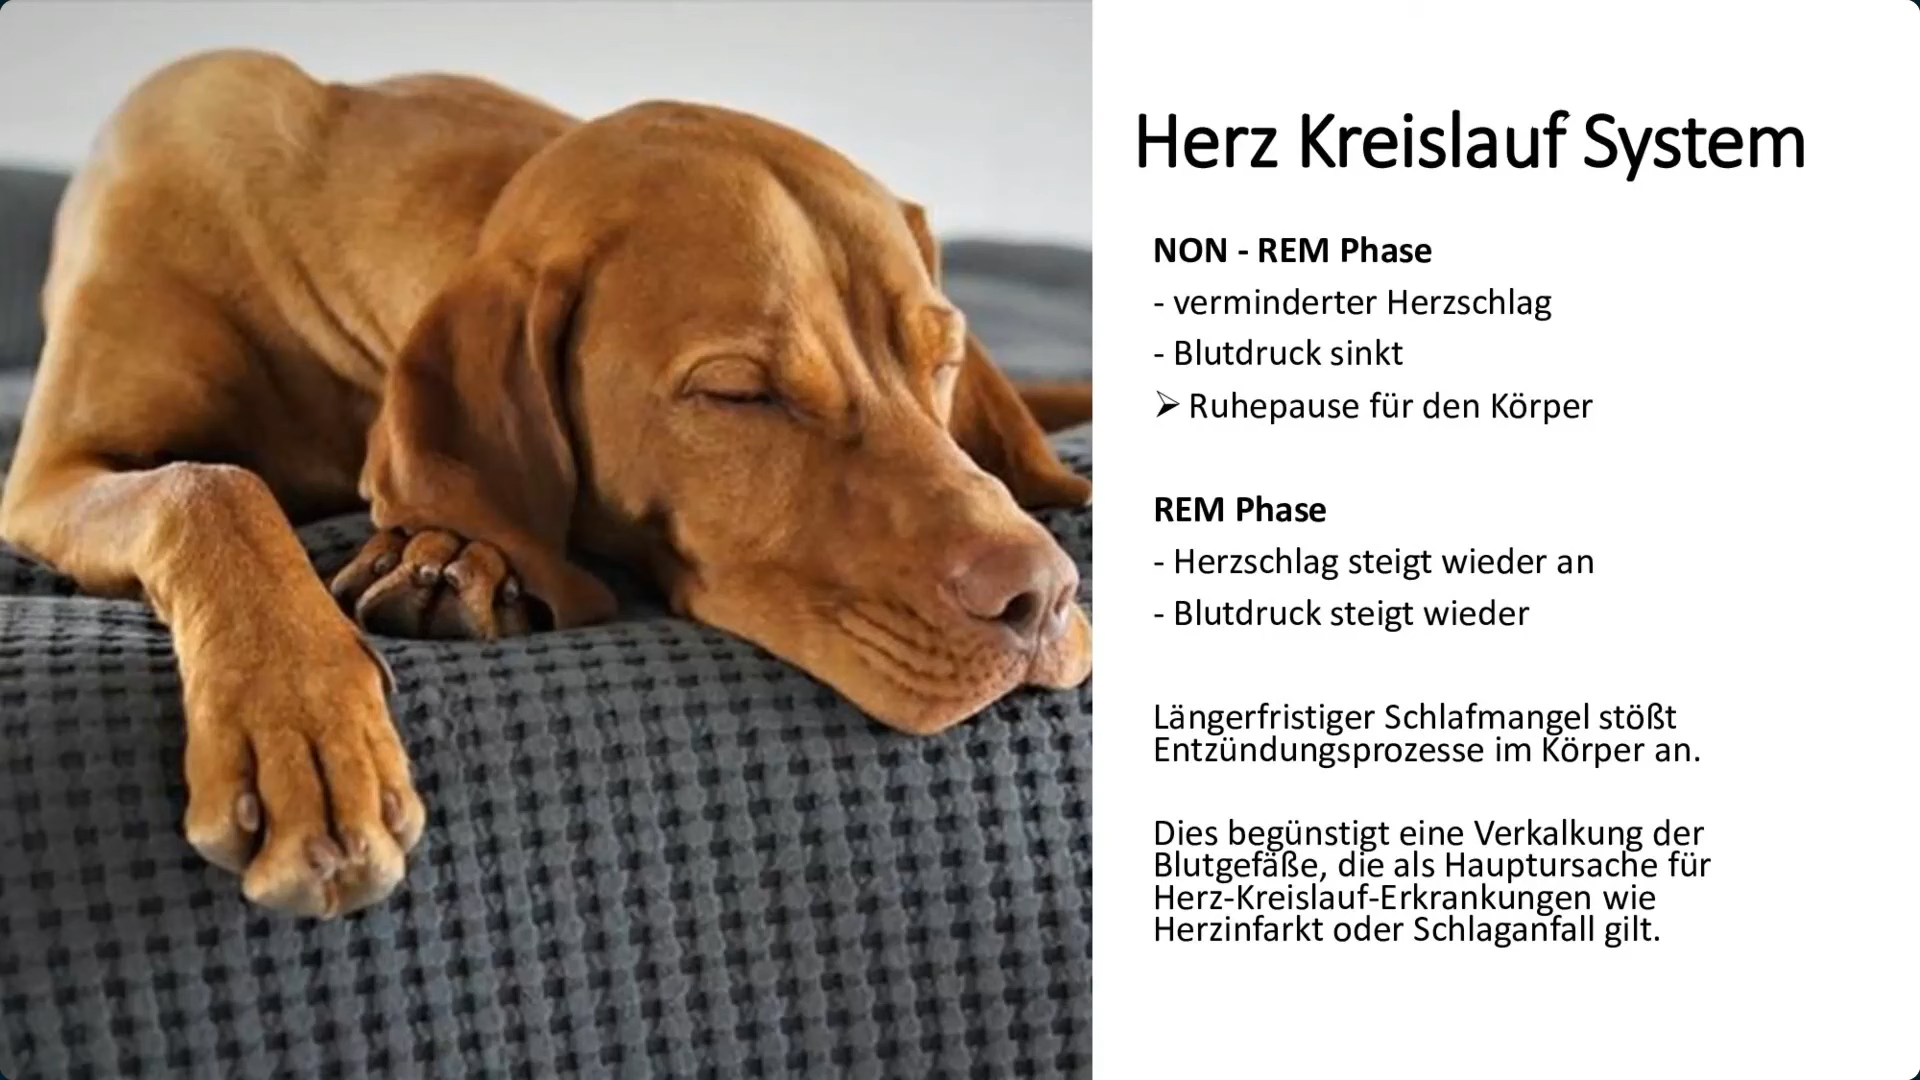 Herz Kreislauf System
NON - REM Phase
- verminderter Herzschlag
- Blutdruck sinkt
➢ Ruhepause für den Körper
REM Phase
- Herzschlag steigt wieder an
- Blutdruck steigt wieder
Längerfristiger Schlafmangel stößt
Entzündungsprozesse im Körper an.
Dies begünstigt eine Verkalkung der
Blutgefäße, die als Hauptursache für
Herz-Kreislauf-Erkrankungen wie
Herzinfarkt oder Schlaganfall gilt.